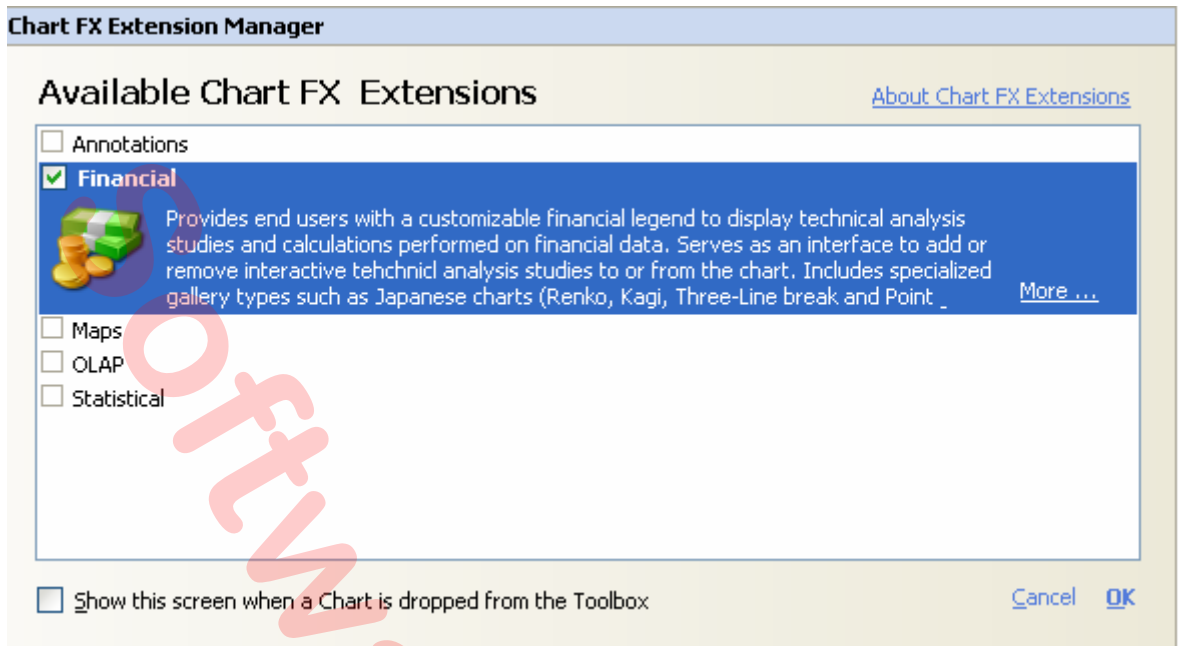 Chart FX Extension Manager
Available Chart FX Extensions
About Chart FX Extensions
Annotations
Financial
Provides end users with a customizable financial legend to display technical analysis
studies and calculations performed on financial data. Serves as an interface to add or
remove interactive tehchnicl analysis studies to or from the chart. Includes specialized
gallery types such as Japanese charts (Renko, Kagi, Three-Line break and Point _
More ...
Maps
OLAP
Statistical
Show this screen when a Chart is dropped from the Toolbox
Cancel OK
Softw